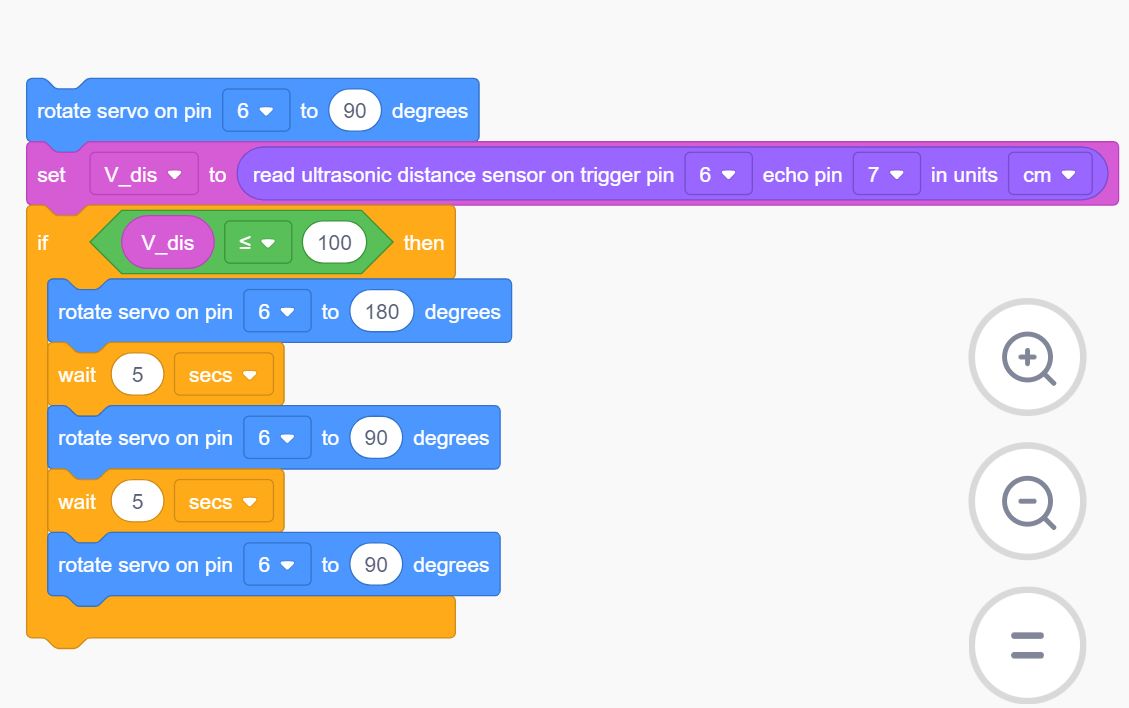 rotate servo on pin 6 to 90 degrees
set V_dis to read ultrasonic distance sensor on trigger pin 6 echo pin 7 in units cm
if V_dis ≤ 100 then
rotate servo on pin 6 to 180 degrees
wait 5 secs
rotate servo on pin 6 to 90 degrees
wait 5 secs
rotate servo on pin 6 to 90 degrees